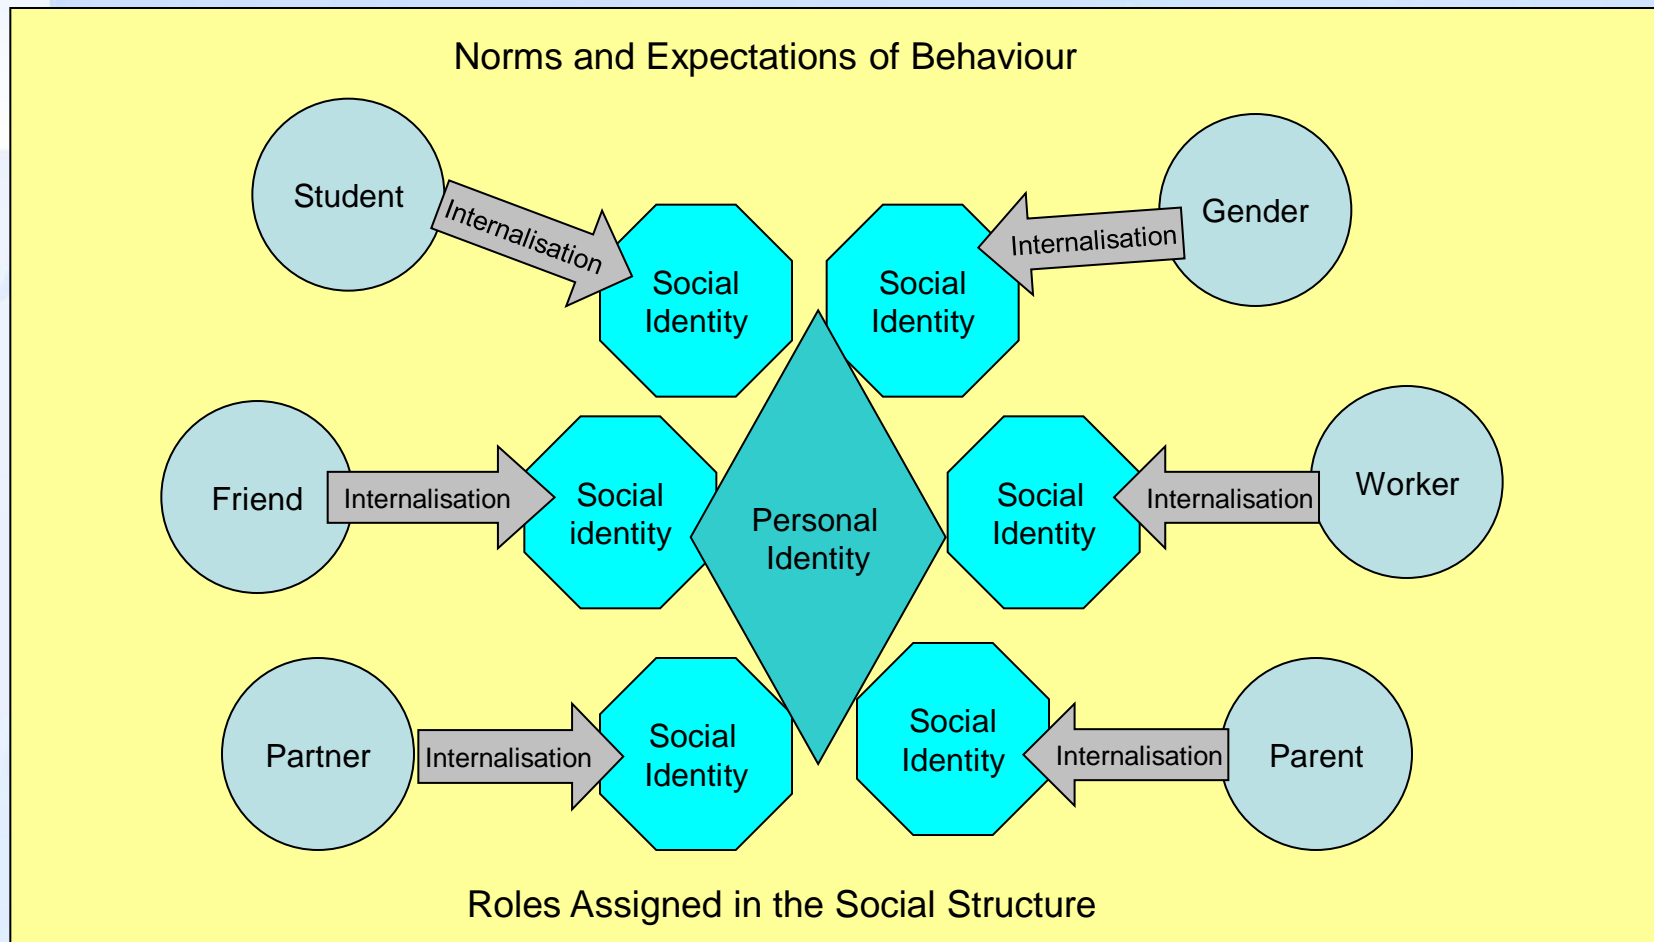 Norms and Expectations of Behaviour
Student
Internalisation
Social
Identity
Social
Identity
Internalisation
Gender
Friend
Internalisation
Social
identity
Personal
Identity
Social
Identity
Internalisation
Worker
Partner
Internalisation
Social
Identity
Social
Identity
Internalisation
Parent
Roles Assigned in the Social Structure